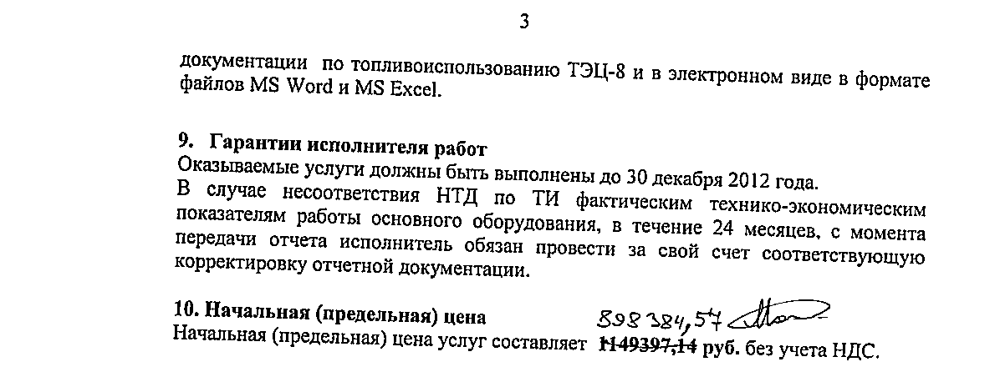 3
документации по топливоиспользованию ТЭЦ-8 и в электронном виде в формате
файлов MS Word и MS Excel.
9. Гарантии исполнителя работ
Оказываемые услуги должны быть выполнены до 30 декабря 2012 года.
В случае несоответствия НТД по ТИ фактическим технико-экономическим
показателям работы основного оборудования, в течение 24 месяцев, с момента
передачи отчета исполнитель обязан провести за свой счет соответствующую
корректировку отчетной документации.
10. Начальная (предельная) цена
898 384,57
Начальная (предельная) цена услуг составляет 1149397,14 руб. без учета НДС.